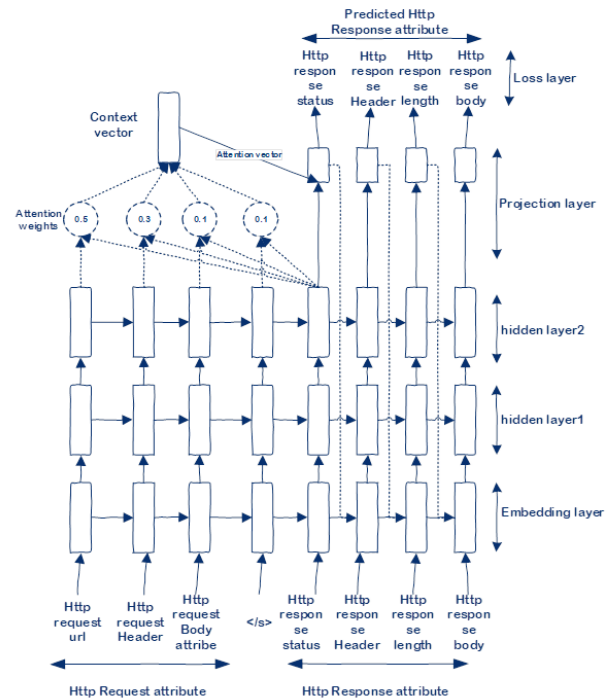 Predicted Http
Response attribute
Http
respon
se
status
Http
respon
se
Header
Http
respon
se
length
Http
respon
se
body
Loss layer
Context
vector
Attention vector
Projection layer
Attention
weights
0.5
0.3
0.1
0.1
hidden layer2
hidden layer1
Embedding layer
Http
request
url
Http
request
Header
Http
request
Body
attribe
</s>
Http
respon
se
status
Http
respon
se
Header
Http
respon
se
length
Http
respon
se
body
Http Request attribute
Http Response attribute